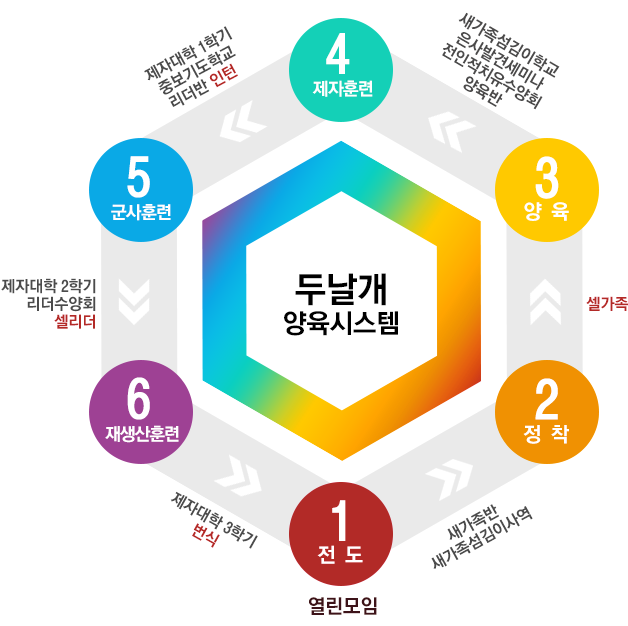 두날개
양육시스템
1
전 도
열린모임
새가족반
새가족섬김이사역
2
정 착
셀가족
3
양 육
새가족섬김이학교
은사발견세미나
전인적치유수양회
양육반
4
제자훈련
제자대학 1학기
중보기도학교
리더반 인턴
5
군사훈련
제자대학 2학기
리더수양회
셀리더
6
재생산훈련
제자대학 3학기
번식